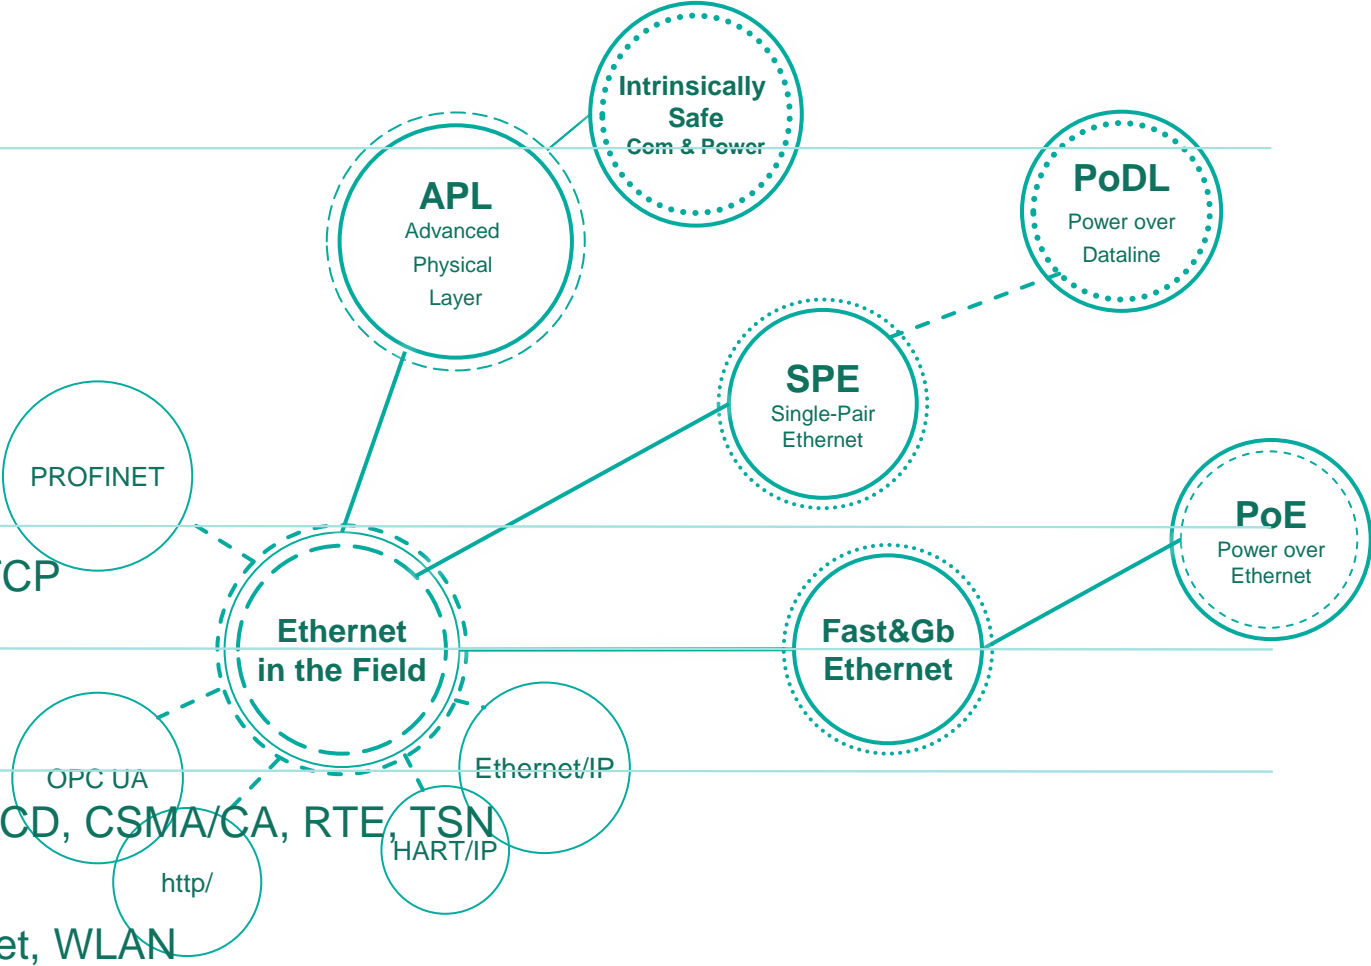 Intrinsically
Safe
Com & Power
APL
Advanced
Physical
Layer
PoDL
Power over
Dataline
SPE
Single-Pair
Ethernet
PROFINET
PoE
Power over
Ethernet
TCP
Ethernet
in the Field
Fast&Gb
Ethernet
OPC UA
Ethernet/IP
CD, CSMA/CA, RTE, TSN
HART/IP
http/
et, WLAN